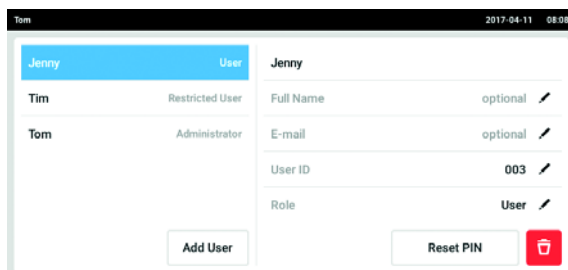 Tom 2017-04-11 08:08
Jenny User
Tim Restricted User
Tom Administrator
Add User
Jenny
Full Name optional
E-mail optional
User ID 003
Role User
Reset PIN